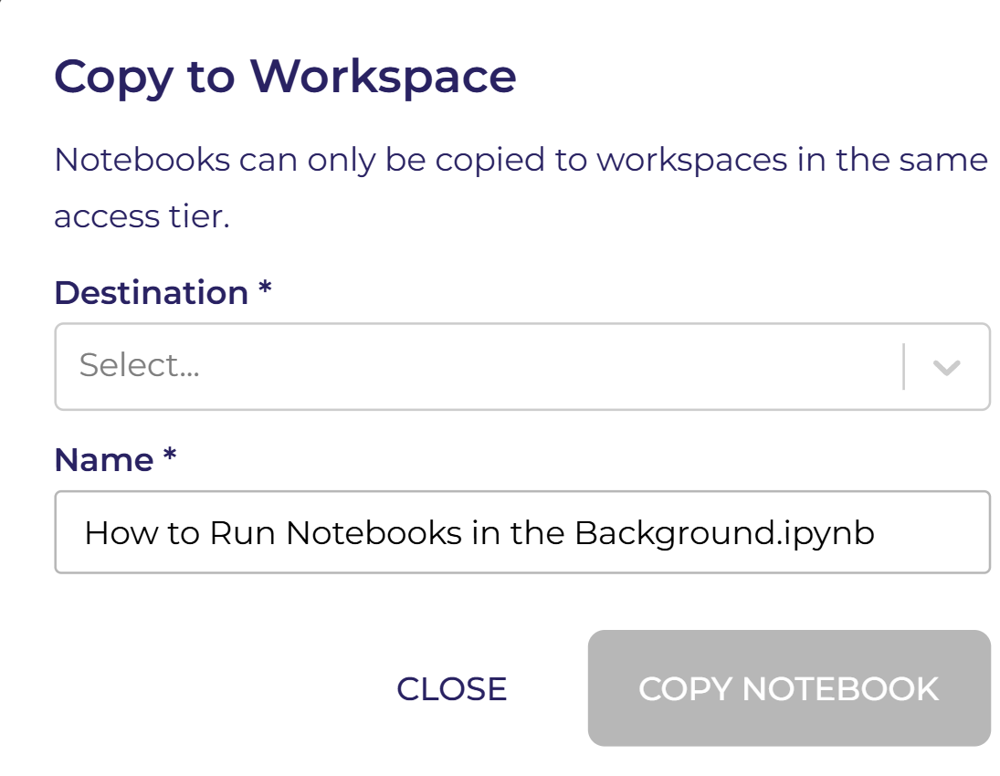 Copy to Workspace
Notebooks can only be copied to workspaces in the same
access tier.
Destination *
Select...
Name *
How to Run Notebooks in the Background.ipynb
CLOSE
COPY NOTEBOOK